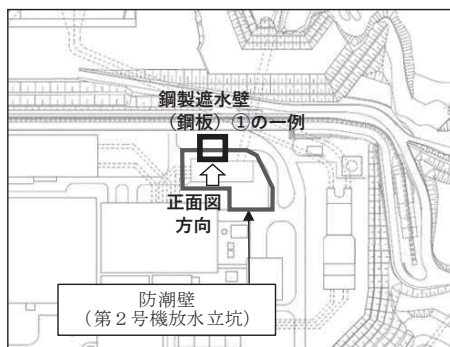 鋼製遮水壁
（鋼板）①の一例
正面図
方向
防潮壁
（第２号機放水立坑）